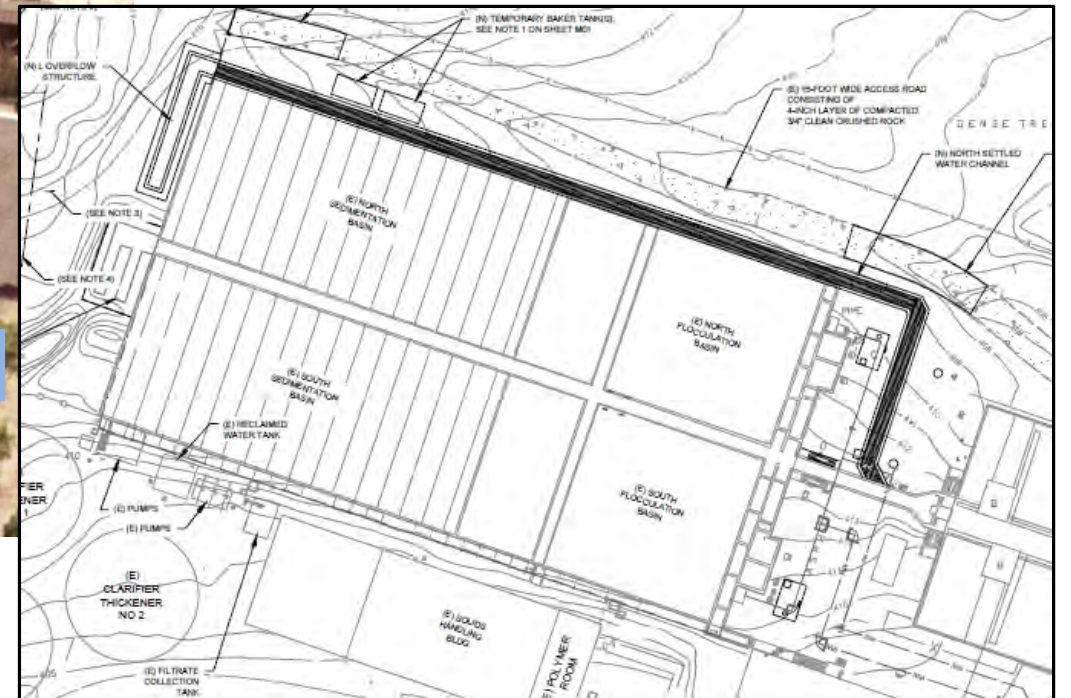 (N) TEMPORARY BAKER TANK(S),
SEE NOTE 1 ON SHEET M01
(N) L OVERFLOW
STRUCTURE
(E) 15-FOOT WIDE ACCESS ROAD
CONSISTING OF
4-INCH LAYER OF COMPACTED
3/4" CLEAN CRUSHED ROCK
DENSE TRE
(N) NORTH SETTLED
WATER CHANNEL
(SEE NOTE 3)
(SEE NOTE 4)
(E) NORTH
SEDIMENTATION
BASIN
(E) NORTH
FLOCCULATION
BASIN
PIPE
(E) SOUTH
SEDIMENTATION
BASIN
(E) RECLAIMED
WATER TANK
410
(E) SOUTH
FLOCCULATION
BASIN
FIER
ENER
1
(E) PUMPS
(E) PUMPS
(E)
CLARIFIER
THICKENER
NO 2
(E) SOLIDS
HANDLING
BLDG
(E) POLYMER
ROOM
405
(E) FILTRATE
COLLECTION
TANK